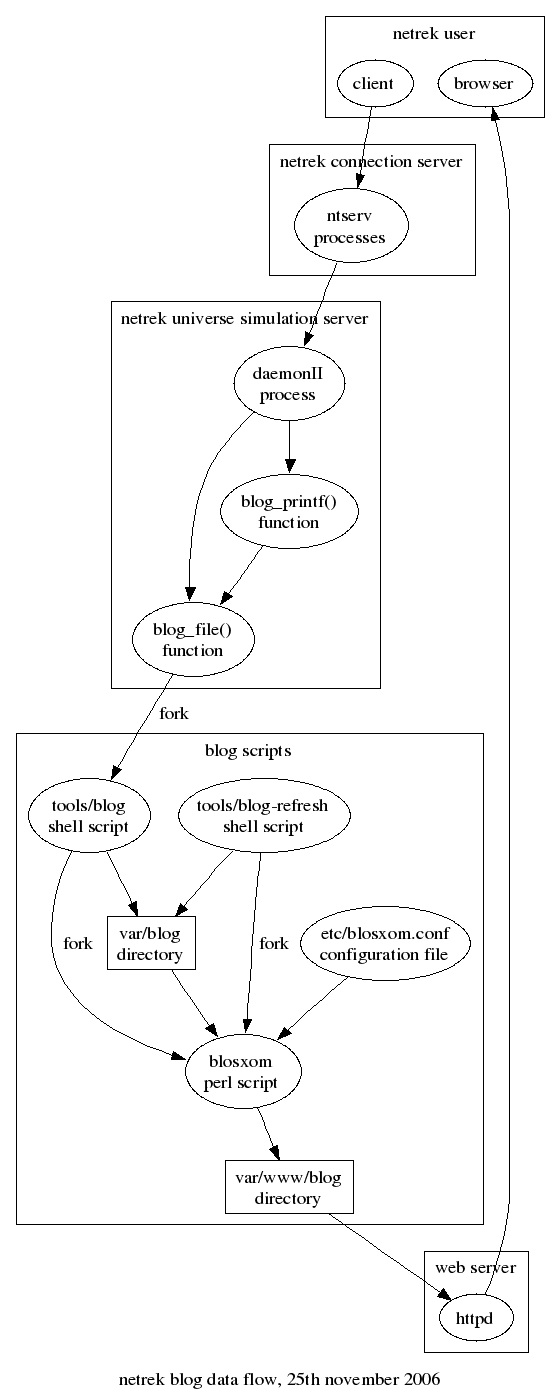 netrek user
client
browser
netrek connection server
ntserv
processes
netrek universe simulation server
daemonII
process
blog_printf()
function
blog_file()
function
fork
blog scripts
tools/blog
shell script
tools/blog-refresh
shell script
fork
var/blog
directory
fork
etc/blosxom.conf
configuration file
blosxom
perl script
var/www/blog
directory
web server
httpd
netrek blog data flow, 25th november 2006